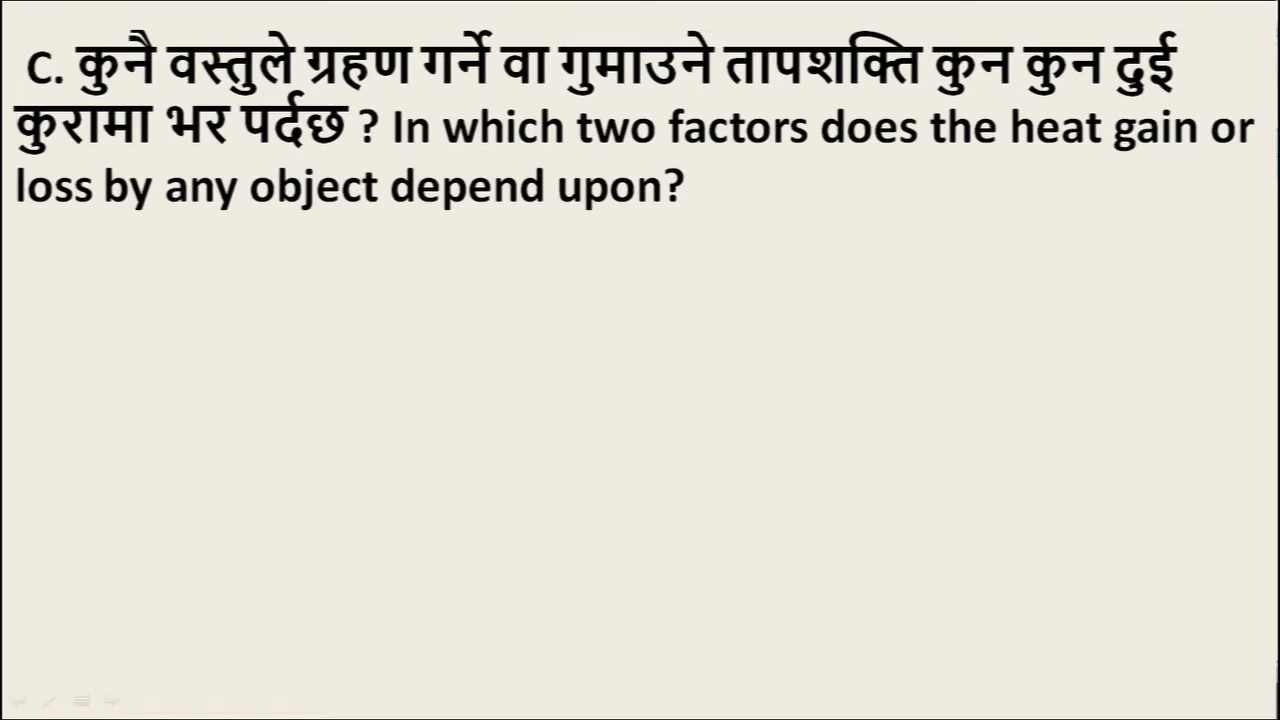 C. कुनै वस्तुले ग्रहण गर्ने वा गुमाउने तापशक्ति कुन कुन दुई
कुरामा भर पर्दछ ? In which two factors does the heat gain or
loss by any object depend upon?